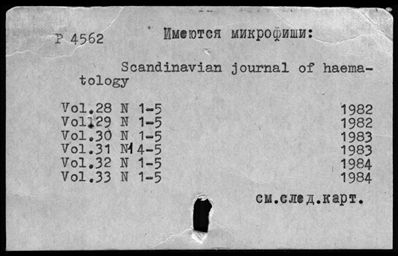 P 4562
Имеются микрофиши:
Scandinavian journal of haema-
tology
Vol.28 N 1-5 1982
Vol.29 N 1-5 1982
Vol.30 N 1-5 1983
Vol.31 N 1 4-5 1983
Vol.32 N 1-5 1984
Vol.33 N 1-5 1984
см.след.карт.